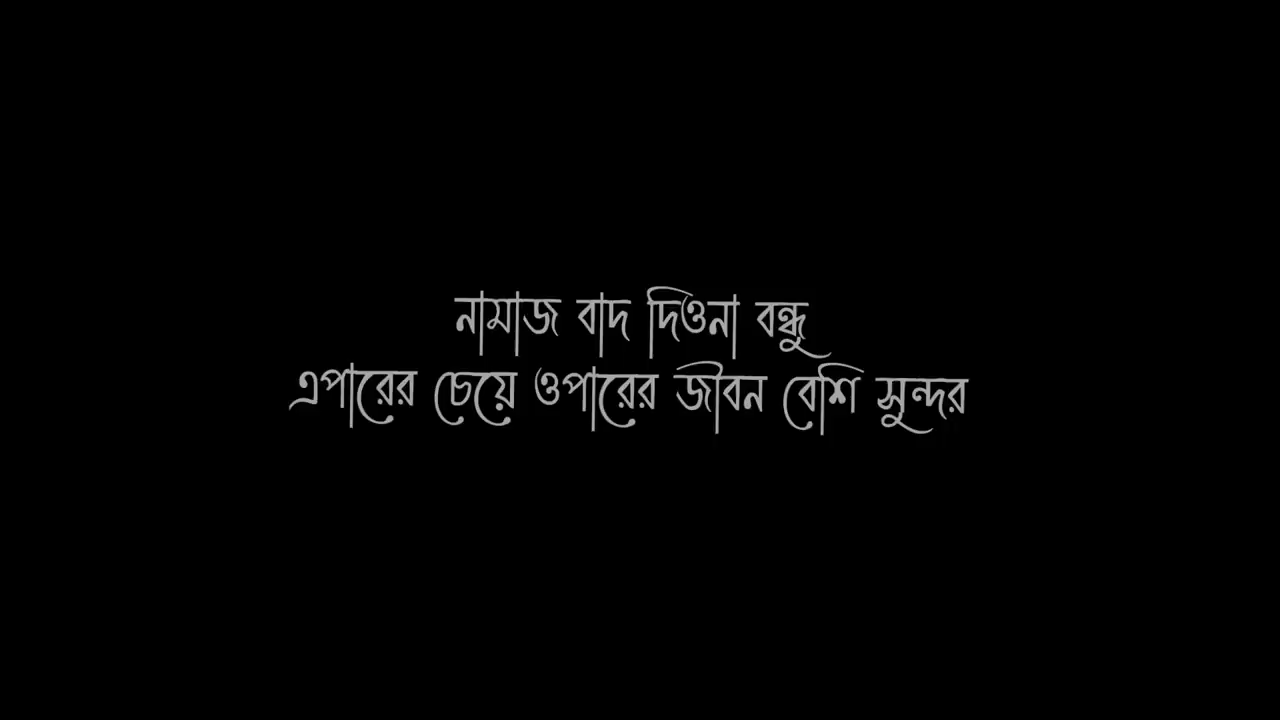 নামাজ বাদ দিওনা বন্ধু
এপারের চেয়ে ওপারের জীবন বেশি সুন্দর